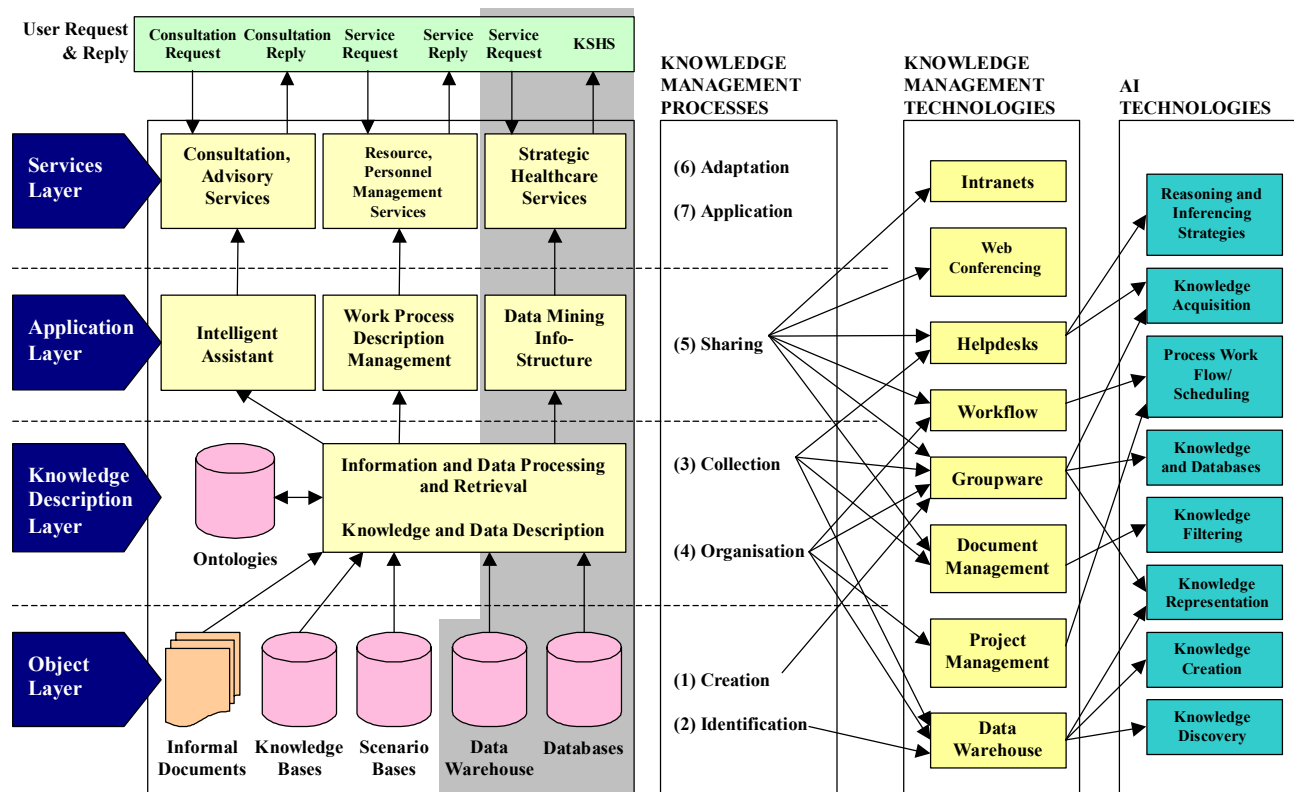 User Request
& Reply
Consultation
Request
Consultation
Reply
Service
Request
Service
Reply
Service
Request
KSHS
Services
Layer
Consultation,
Advisory
Services
Resource,
Personnel
Management
Services
Strategic
Healthcare
Services
Application
Layer
Intelligent
Assistant
Work Process
Description
Management
Data Mining
Info-
Structure
Knowledge
Description
Layer
Ontologies
Information and Data Processing
and Retrieval
Knowledge and Data Description
Object
Layer
Informal
Documents
Knowledge
Bases
Scenario
Bases
Data
Warehouse
Databases
KNOWLEDGE
MANAGEMENT
PROCESSES
(6) Adaptation
(7) Application
(5) Sharing
(3) Collection
(4) Organisation
(1) Creation
(2) Identification
KNOWLEDGE
MANAGEMENT
TECHNOLOGIES
Intranets
Web
Conferencing
Helpdesks
Workflow
Groupware
Document
Management
Project
Management
Data
Warehouse
AI
TECHNOLOGIES
Reasoning and
Inferencing
Strategies
Knowledge
Acquisition
Process Work
Flow/
Scheduling
Knowledge
and Databases
Knowledge
Filtering
Knowledge
Representation
Knowledge
Creation
Knowledge
Discovery